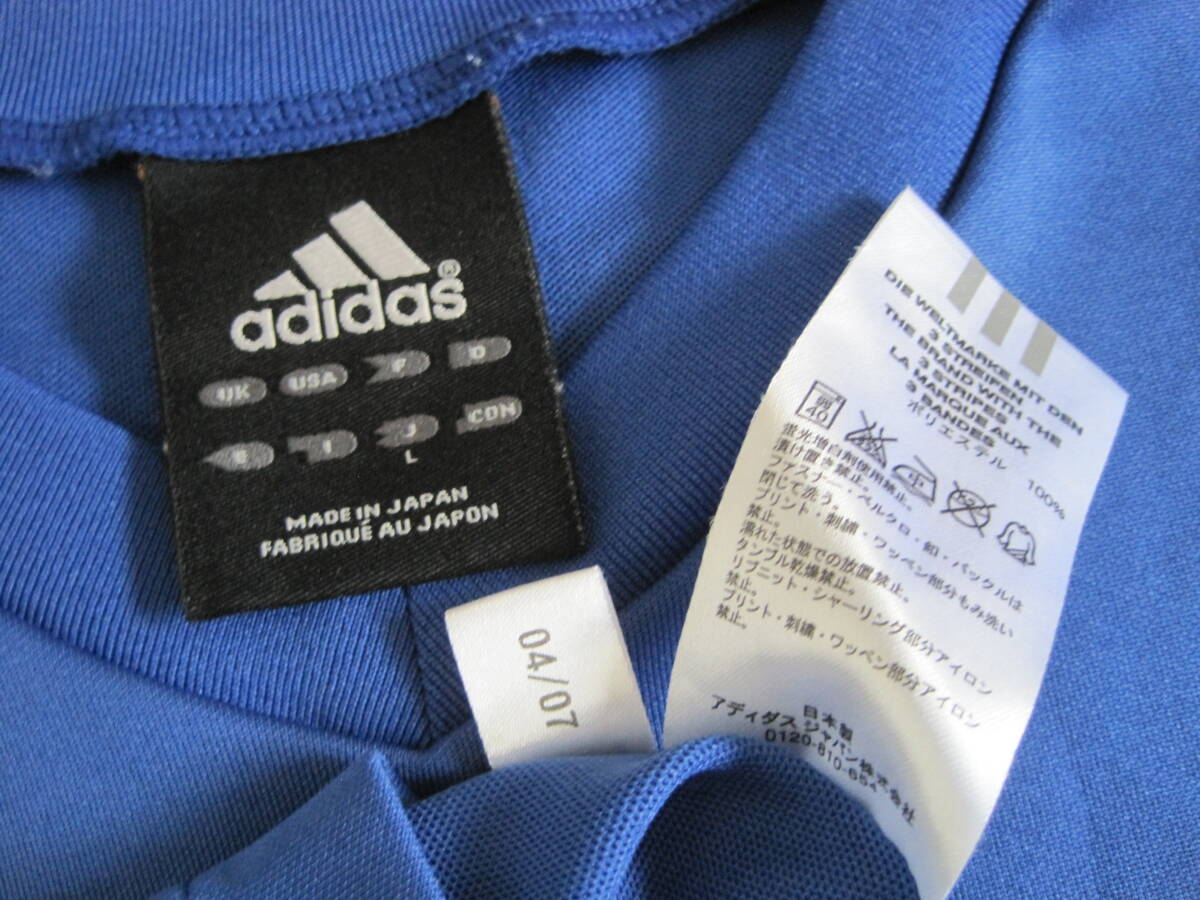 adidas®
UK USA F D
E I J CDN
L
MADE IN JAPAN
FABRIQUÉ AU JAPON
04/07
DIE WELTMARKE MIT DEN
3 STREIFEN
THE BRAND WITH THE
3 STRIPES
LA MARQUE AUX
3 BANDES
ポリエステル 100%
40
中
蛍光増白剤使用禁止。
漬け置き禁止。
ファスナー・ベルクロ・釦・バックルは
閉じて洗う。
プリント・刺繍・ワッペン部分もみ洗い
禁止。
濡れた状態での放置禁止。
タンブル乾燥禁止。
リブニット・シャーリング部分アイロン
禁止。
プリント・刺繍・ワッペン部分アイロン
禁止。
日本製
アディダスジャパン株式会社
0120-810-654